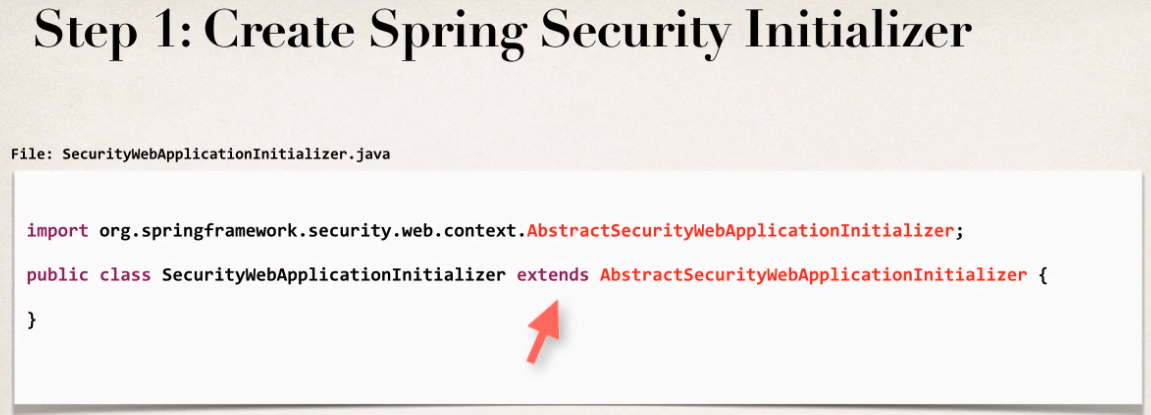 Step 1: Create Spring Security Initializer
File: SecurityWebApplicationInitializer.java
import org.springframework.security.web.context.AbstractSecurityWebApplicationInitializer;
public class SecurityWebApplicationInitializer extends AbstractSecurityWebApplicationInitializer {
}